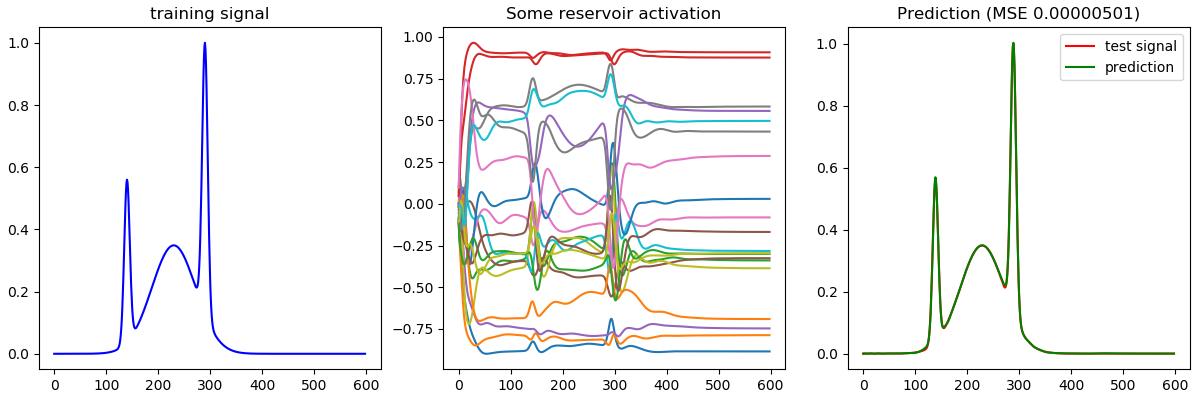 training signal
1.0
0.8
0.6
0.4
0.2
0.0
0 100 200 300 400 500 600
Some reservoir activation
1.00
0.75
0.50
0.25
0.00
−0.25
−0.50
−0.75
0 100 200 300 400 500 600
Prediction (MSE 0.00000501)
test signal
prediction
1.0
0.8
0.6
0.4
0.2
0.0
0 100 200 300 400 500 600